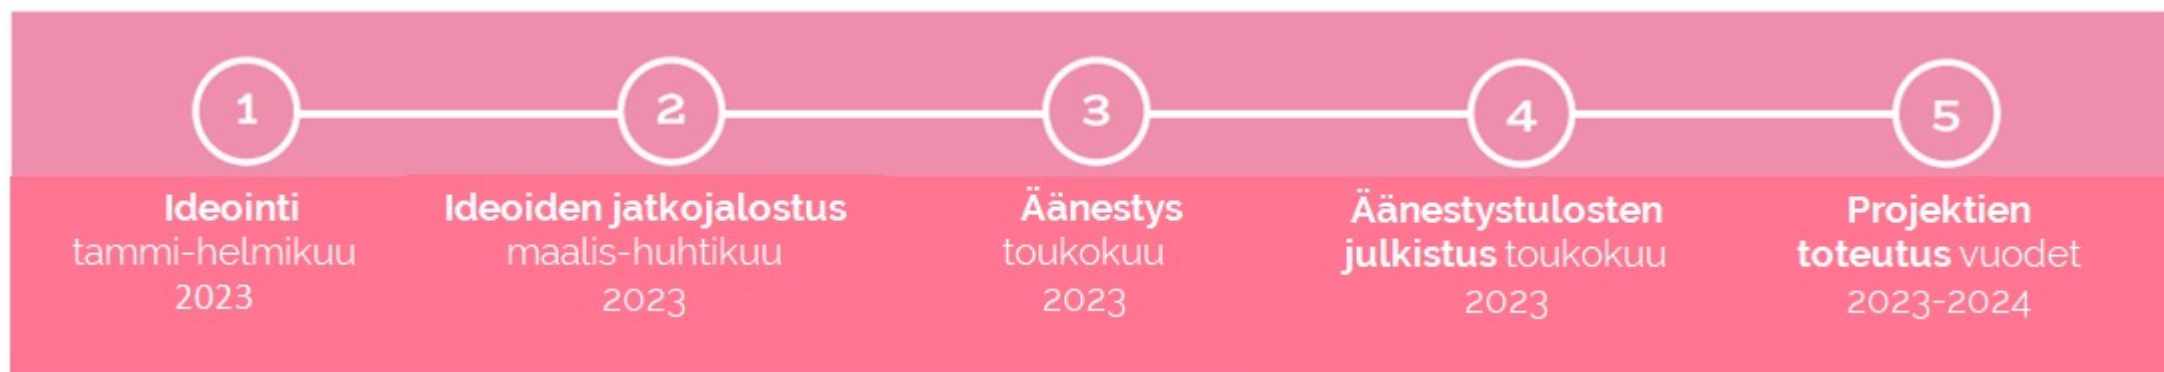 1
Ideointi
tammi-helmikuu
2023
2
Ideoiden jatkojalostus
maalis-huhtikuu
2023
3
Äänestys
toukokuu
2023
4
Äänestystulosten
julkistus toukokuu
2023
5
Projektien
toteutus vuodet
2023-2024